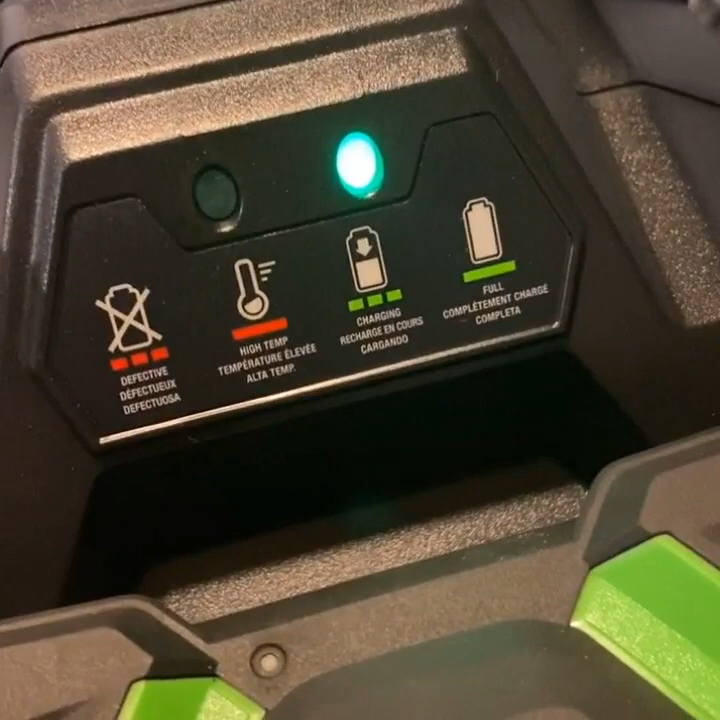 DEFECTIVE
DÉFECTUEUX
DEFECTUOSA
HIGH TEMP
TEMPÉRATURE ÉLEVÉE
ALTA TEMP.
CHARGING
RECHARGE EN COURS
CARGANDO
FULL
COMPLÈTEMENT CHARGÉ
COMPLETA